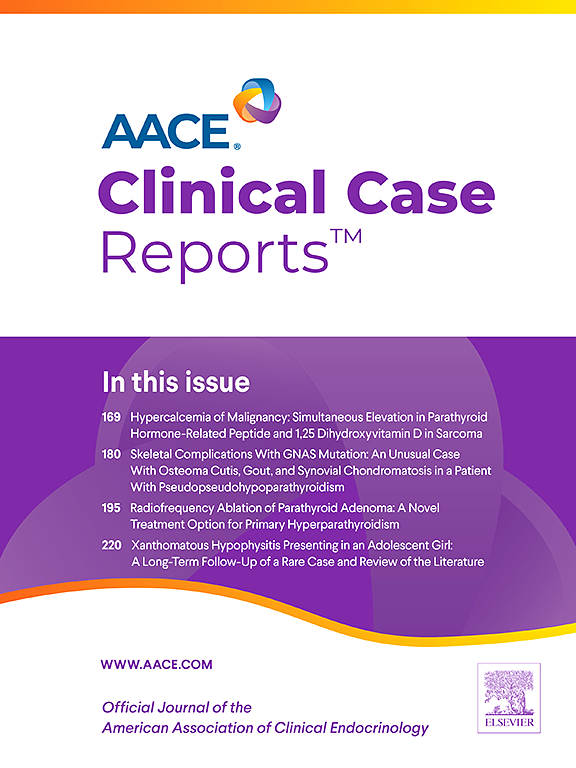 AACE®
Clinical Case
Reports™
In this issue
169 Hypercalcemia of Malignancy: Simultaneous Elevation in Parathyroid
Hormone-Related Peptide and 1,25 Dihydroxyvitamin D in Sarcoma
180 Skeletal Complications With GNAS Mutation: An Unusual Case
With Osteoma Cutis, Gout, and Synovial Chondromatosis in a Patient
With Pseudopseudohypoparathyroidism
195 Radiofrequency Ablation of Parathyroid Adenoma: A Novel
Treatment Option for Primary Hyperparathyroidism
220 Xanthomatous Hypophysitis Presenting in an Adolescent Girl:
A Long-Term Follow-Up of a Rare Case and Review of the Literature
WWW.AACE.COM
Official Journal of the
American Association of Clinical Endocrinology
ELSEVIER